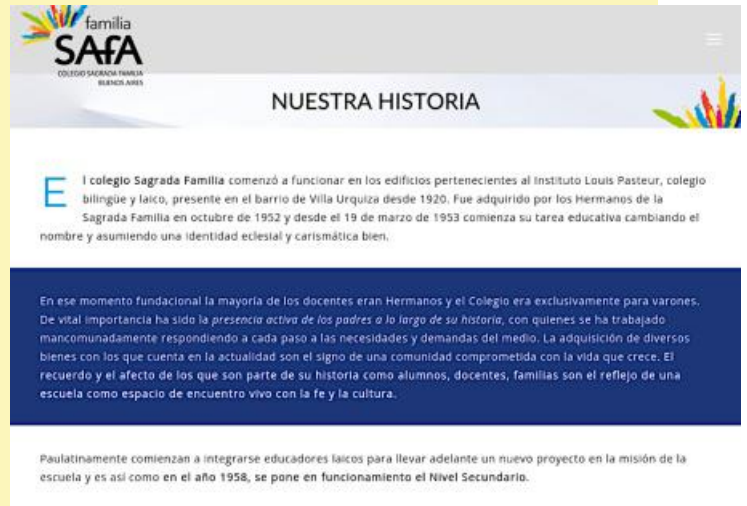 familia
SAFA
COLEGIO SAGRADA FAMILIA
BUENOS AIRES
NUESTRA HISTORIA
El colegio Sagrada Familia comenzó a funcionar en los edificios pertenecientes al Instituto Louis Pasteur, colegio
bilingüe y laico, presente en el barrio de Villa Urquiza desde 1920. Fue adquirido por los Hermanos de la
Sagrada Familia en octubre de 1952 y desde el 19 de marzo de 1953 comienza su tarea educativa cambiando el
nombre y asumiendo una identidad eclesial y carismática bien.
En ese momento fundacional la mayoría de los docentes eran Hermanos y el Colegio era exclusivamente para varones.
De vital importancia ha sido la presencia activa de los padres a lo largo de su historia, con quienes se ha trabajado
mancomunadamente respondiendo a cada paso a las necesidades y demandas del medio. La adquisición de diversos
bienes con los que cuenta en la actualidad son el signo de una comunidad comprometida con la vida que crece. El
recuerdo y el afecto de los que son parte de su historia como alumnos, docentes, familias son el reflejo de una
escuela como espacio de encuentro vivo con la fe y la cultura.
Paulatinamente comienzan a integrarse educadores laicos para llevar adelante un nuevo proyecto en la misión de la
escuela y es así como en el año 1958, se pone en funcionamiento el Nivel Secundario.